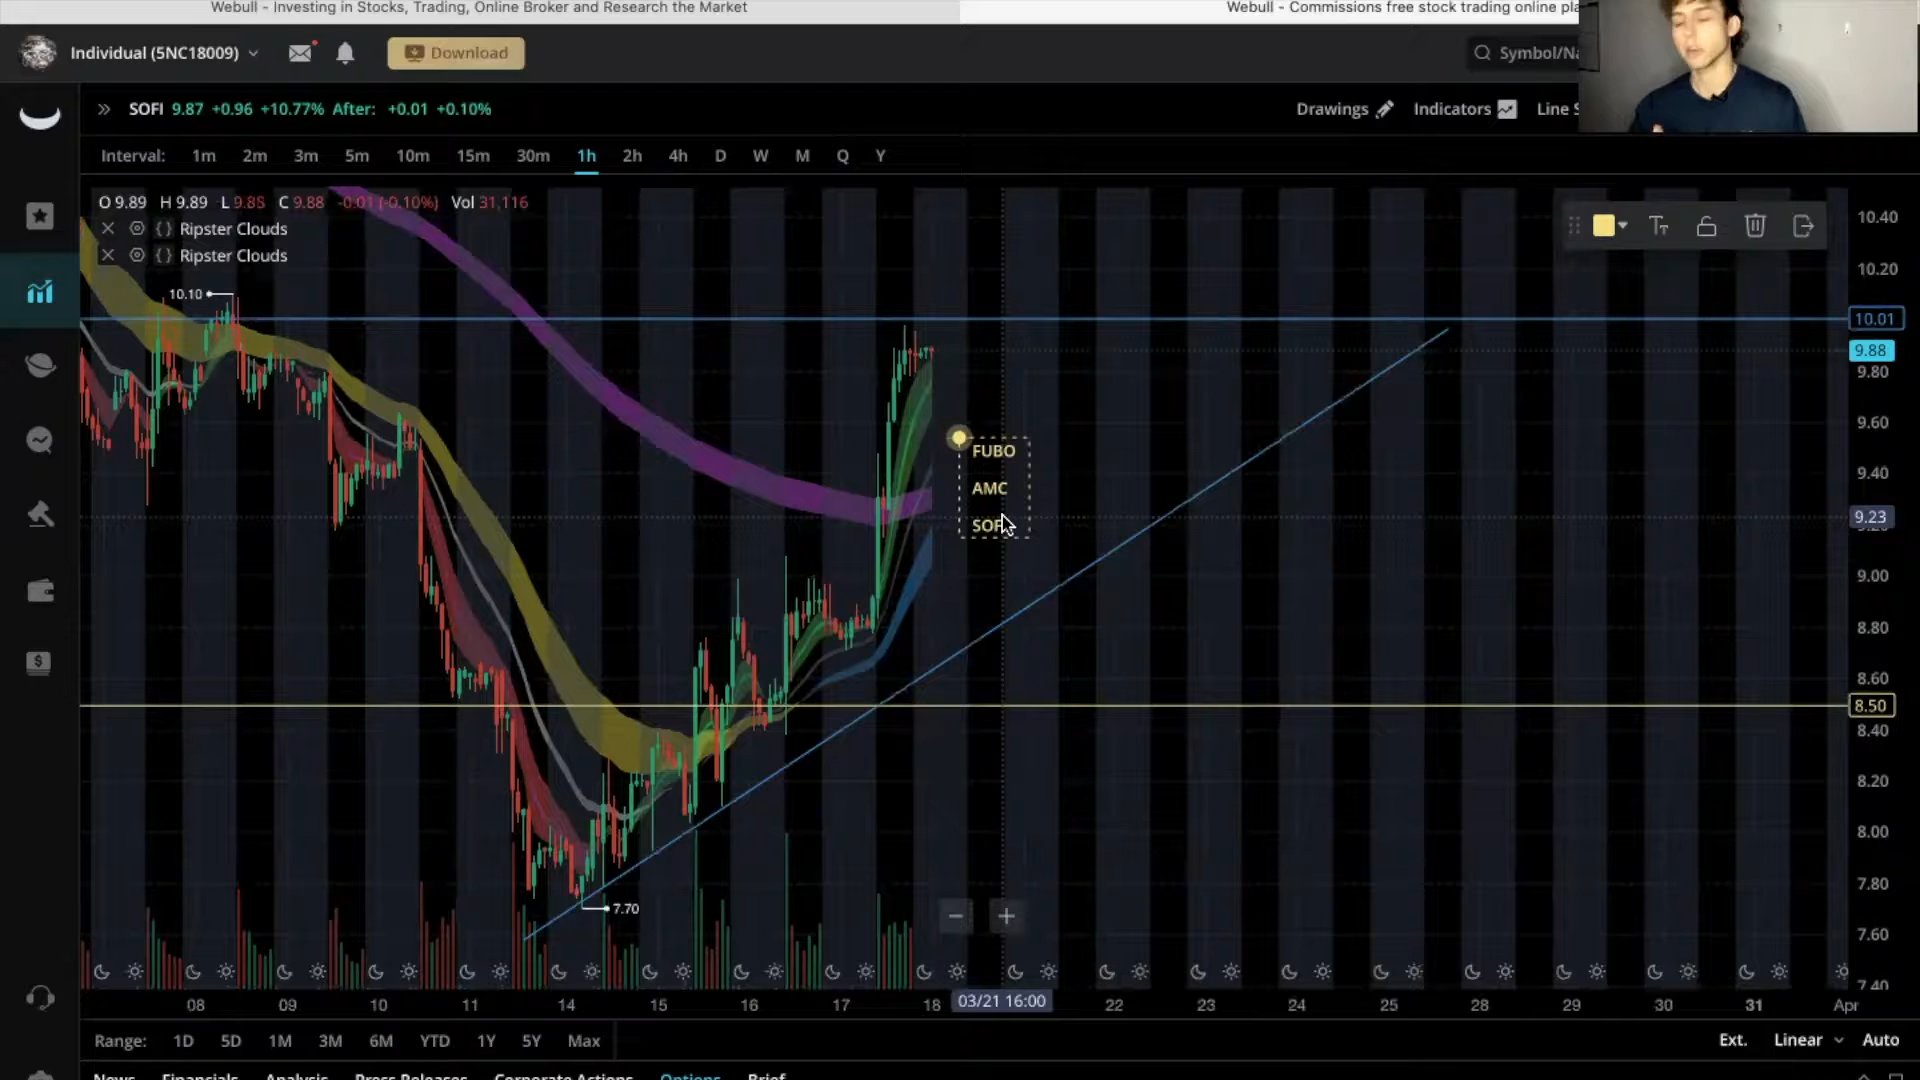 Webull - Investing in Stocks, Trading, Online Broker and Research the Market
Webull - Commissions free stock trading online pla
Individual (5NC18009)
Download
Symbol/Na
SOFI 9.87 +0.96 +10.77% After: +0.01 +0.10%
Drawings
Indicators
Line S
Interval: 1m 2m 3m 5m 10m 15m 30m 1h 2h 4h D W M Q Y
O 9.89 H 9.89 L 9.85 C 9.88 -0.01 (-0.10%) Vol 31,116
Ripster Clouds
Ripster Clouds
10.10
FUBO
AMC
SOF
7.70
10.40
10.20
10.01
9.88
9.80
9.60
9.40
9.23
9.00
8.80
8.60
8.50
8.40
8.20
8.00
7.80
7.60
7.40
08 09 10 11 14 15 16 17 18 03/21 16:00 22 23 24 25 28 29 30 31 Apr
Range: 1D 5D 1M 3M 6M YTD 1Y 5Y Max
Ext. Linear Auto
News Financials Analysis Press Releases Corporate Actions Options Brief